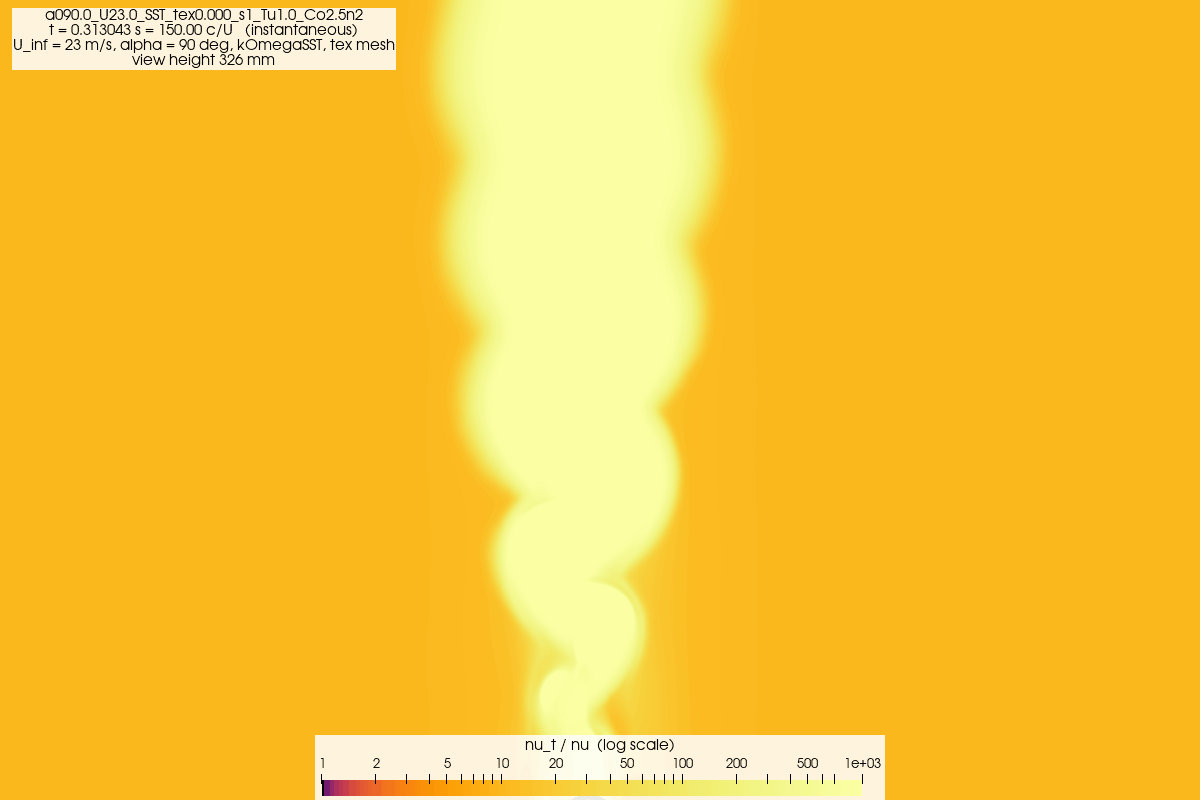 a090.0_U23.0_SST_tex0.000_s1_Tu1.0_Co2.5n2
t = 0.313043 s = 150.00 c/U (instantaneous)
U_inf = 23 m/s, alpha = 90 deg, kOmegaSST, tex mesh
view height 326 mm
nu_t / nu (log scale)
1 2 5 10 20 50 100 200 500 1e+03